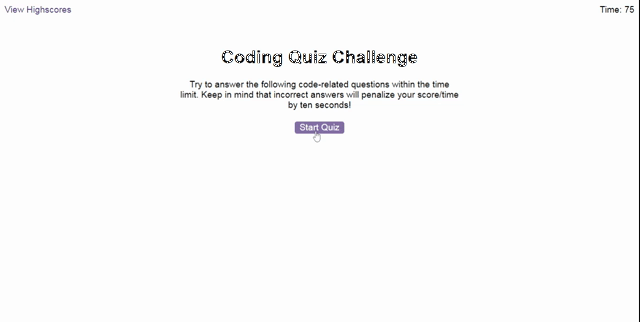 View Highscores
Time: 75
Coding Quiz Challenge
Try to answer the following code-related questions within the time
limit. Keep in mind that incorrect answers will penalize your score/time
by ten seconds!
Start Quiz